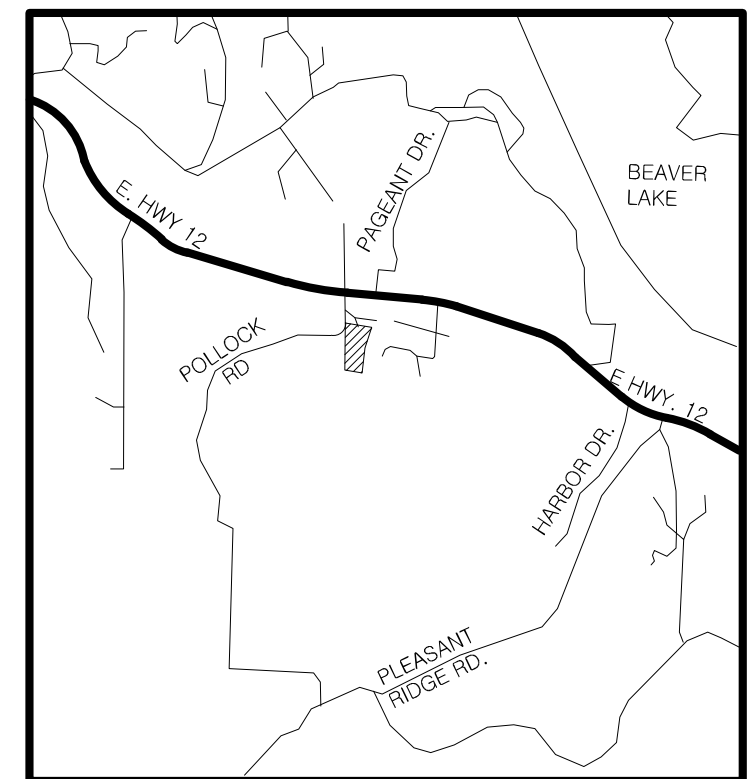 BEAVER
LAKE
PAGEANT DR.
E. HWY 12
POLLOCK
RD
E HWY. 12
HARBOR DR.
PLEASANT
RIDGE RD.